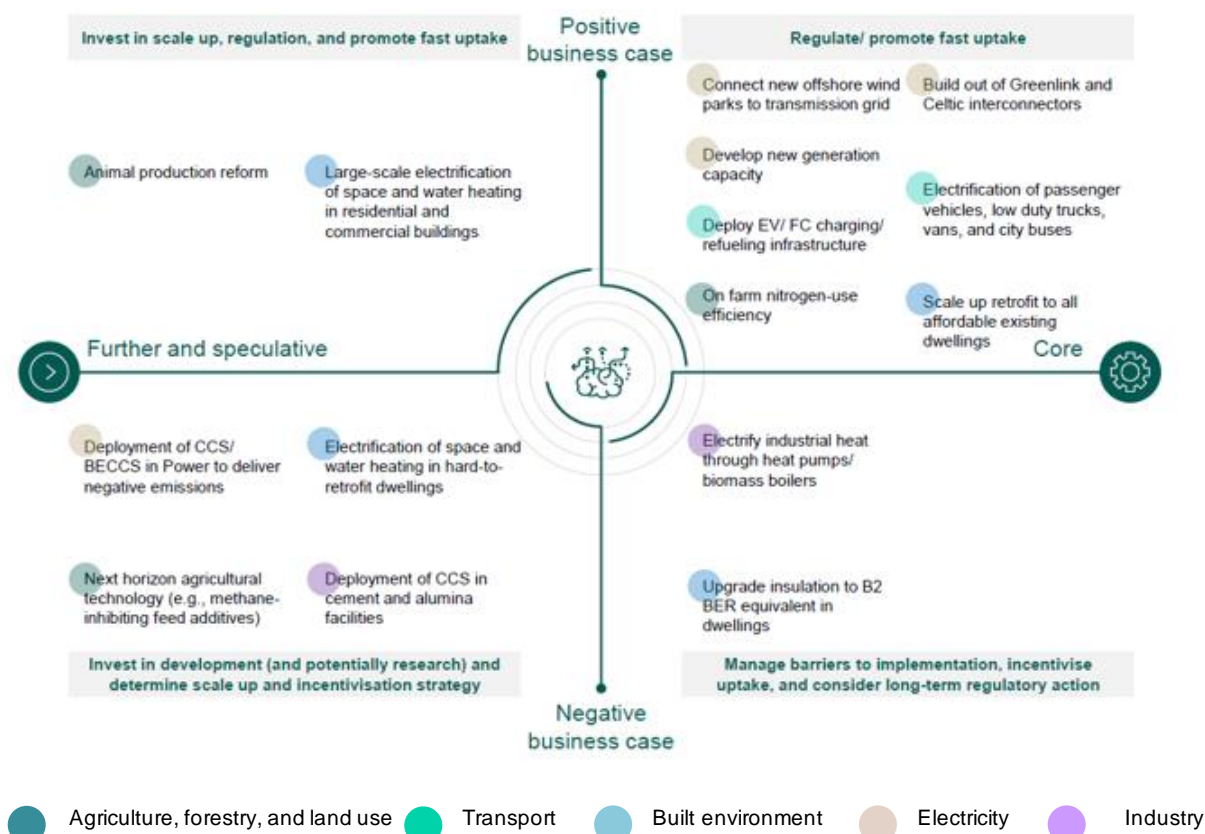 Positive
business case
Invest in scale up, regulation, and promote fast uptake
Regulate/ promote fast uptake
Connect new offshore wind
parks to transmission grid
Build out of Greenlink and
Celtic interconnectors
Develop new generation
capacity
Animal production reform
Large-scale electrification
of space and water heating
in residential and
commercial buildings
Electrification of passenger
vehicles, low duty trucks,
vans, and city buses
Deploy EV/ FC charging/
refueling infrastructure
On farm nitrogen-use
efficiency
Scale up retrofit to all
affordable existing
dwellings
Further and speculative
Core
Deployment of CCS/
BECCS in Power to deliver
negative emissions
Electrification of space and
water heating in hard-to-
retrofit dwellings
Electrify industrial heat
through heat pumps/
biomass boilers
Next horizon agricultural
technology (e.g., methane-
inhibiting feed additives)
Deployment of CCS in
cement and alumina
facilities
Upgrade insulation to B2
BER equivalent in
dwellings
Invest in development (and potentially research) and
determine scale up and incentivisation strategy
Manage barriers to implementation, incentivise
uptake, and consider long-term regulatory action
Negative
business case
Agriculture, forestry, and land use
Transport
Built environment
Electricity
Industry